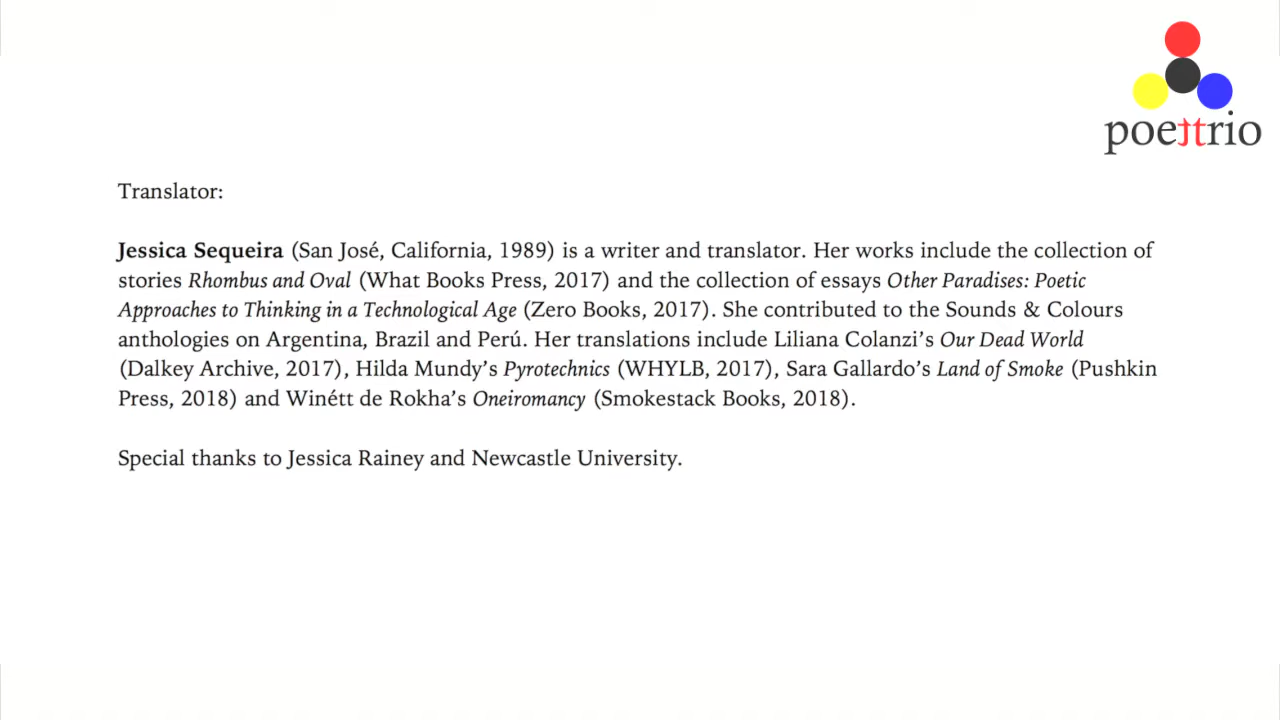 poettrio
Translator:
Jessica Sequeira (San José, California, 1989) is a writer and translator. Her works include the collection of
stories Rhombus and Oval (What Books Press, 2017) and the collection of essays Other Paradises: Poetic
Approaches to Thinking in a Technological Age (Zero Books, 2017). She contributed to the Sounds & Colours
anthologies on Argentina, Brazil and Perú. Her translations include Liliana Colanzi’s Our Dead World
(Dalkey Archive, 2017), Hilda Mundy’s Pyrotechnics (WHYLB, 2017), Sara Gallardo’s Land of Smoke (Pushkin
Press, 2018) and Winétt de Rokha’s Oneiromancy (Smokestack Books, 2018).
Special thanks to Jessica Rainey and Newcastle University.